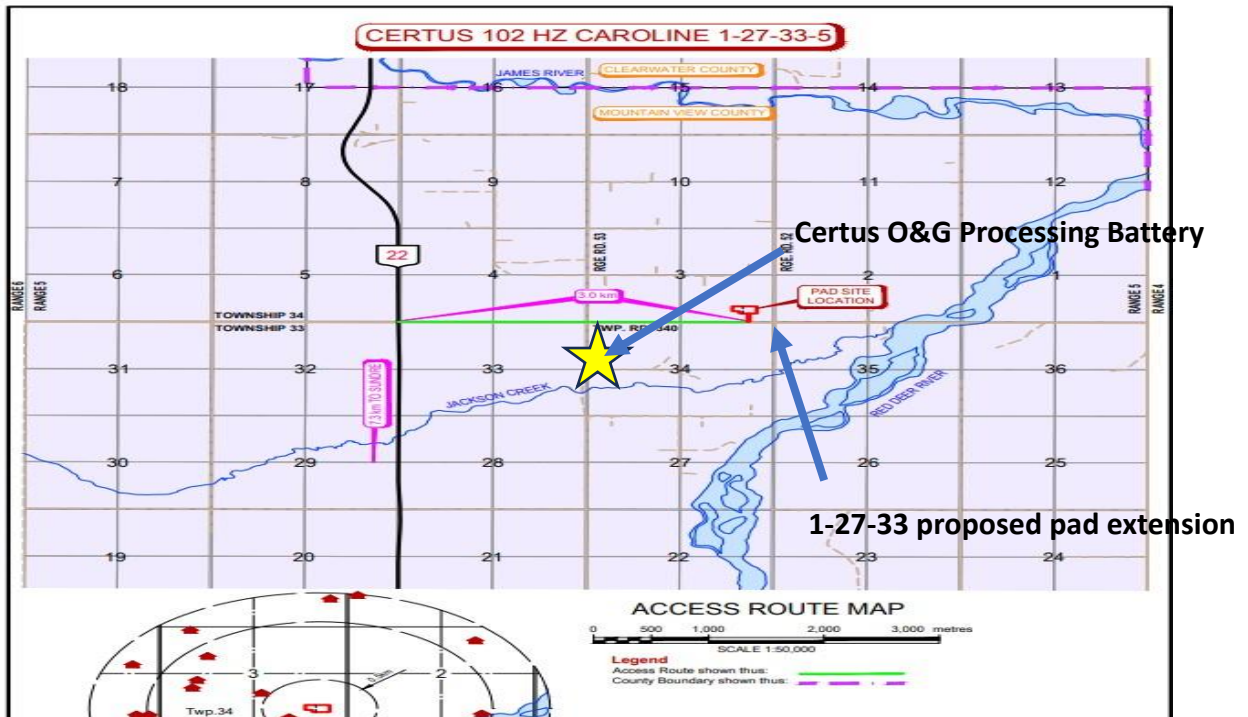 CERTUS 102 HZ CAROLINE 1-27-33-5
JAMES RIVER
CLEARWATER COUNTY
18 17 16 15 14 13
MOUNTAIN VIEW COUNTY
7 8 9 10 11 12
Certus O&G Processing Battery
22
RGE. RD. 53
RGE. RD. 52
6 5 4 3 2 1
RANGE 6
RANGE 5
3.0 km
PAD SITE
LOCATION
RANGE 5
RANGE 4
TOWNSHIP 34
TOWNSHIP 33
TWP. RD. 340
31 32 33 34 35 36
7.3 km TO SUNDRE
JACKSON CREEK
RED DEER RIVER
30 29 28 27 26 25
1-27-33 proposed pad extension
19 20 21 22 23 24
ACCESS ROUTE MAP
0 500 1,000 2,000 3,000 metres
SCALE 1:50,000
Legend
Access Route shown thus:
County Boundary shown thus:
3 2
0.5km
Twp.34